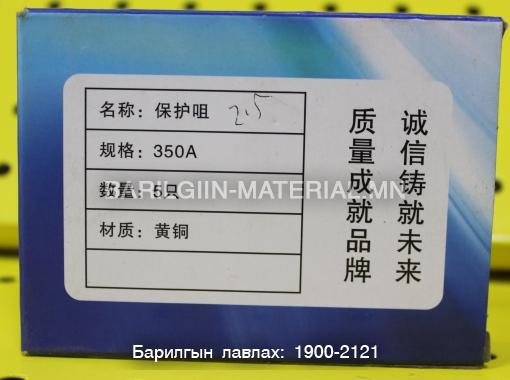 名称：保护咀 2.5
规格：350A
数量：5只
材质：黄铜
诚信铸就未来
质量成就品牌
BARILGIIN-MATERIAL.MN
Барилгын лавлах: 1900-2121